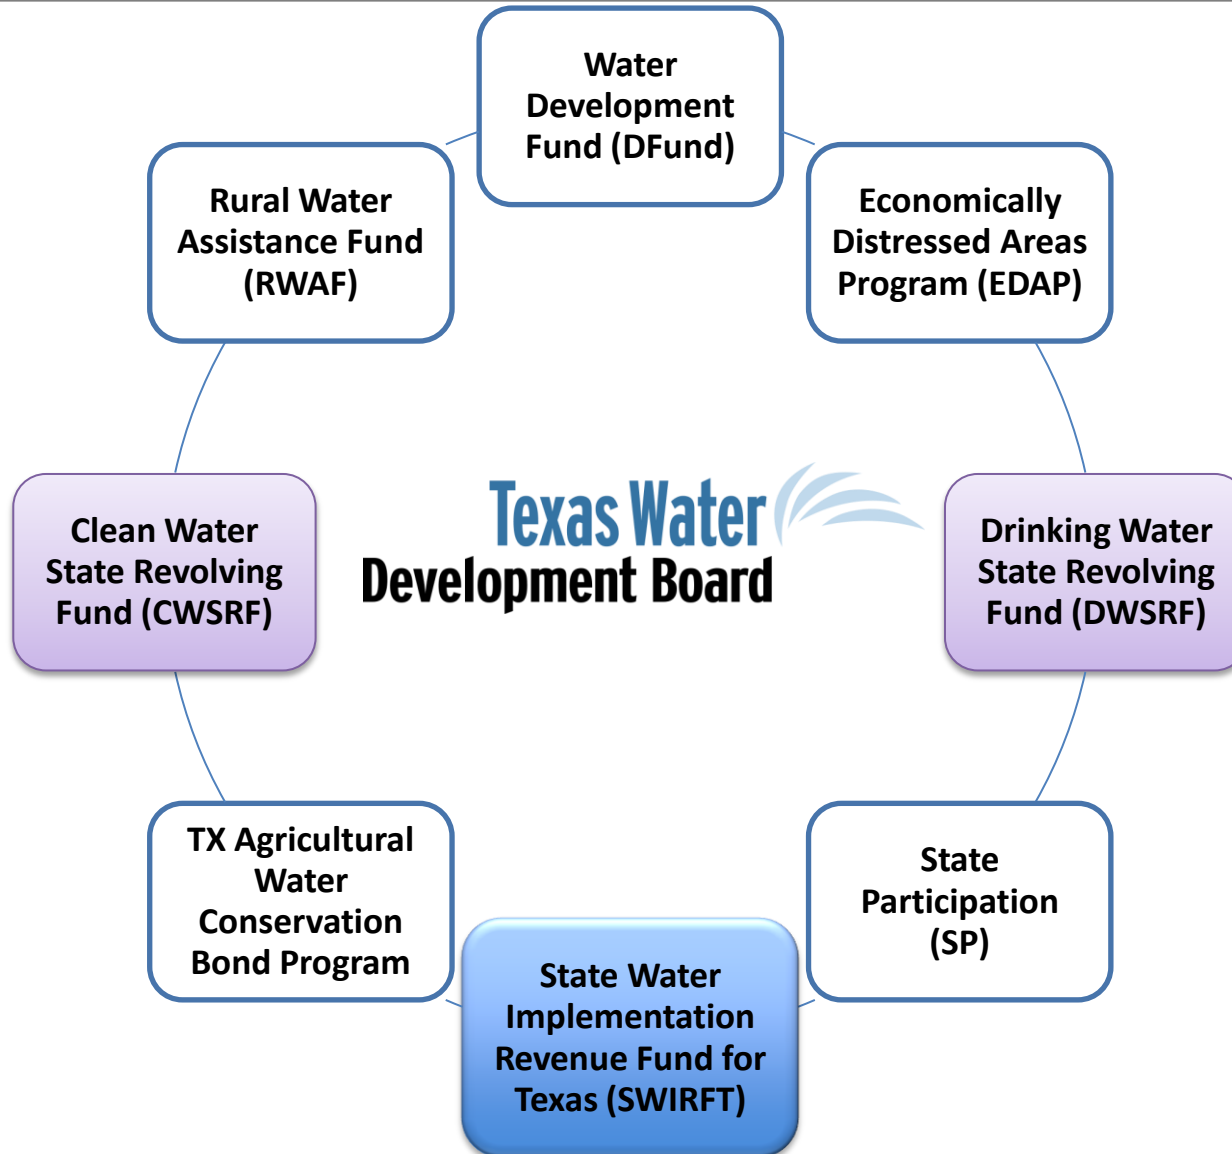 Water
Development
Fund (DFund)
Rural Water
Assistance Fund
(RWAF)
Economically
Distressed Areas
Program (EDAP)
Clean Water
State Revolving
Fund (CWSRF)
Texas Water
Development Board
Drinking Water
State Revolving
Fund (DWSRF)
TX Agricultural
Water
Conservation
Bond Program
State
Participation
(SP)
State Water
Implementation
Revenue Fund for
Texas (SWIRFT)